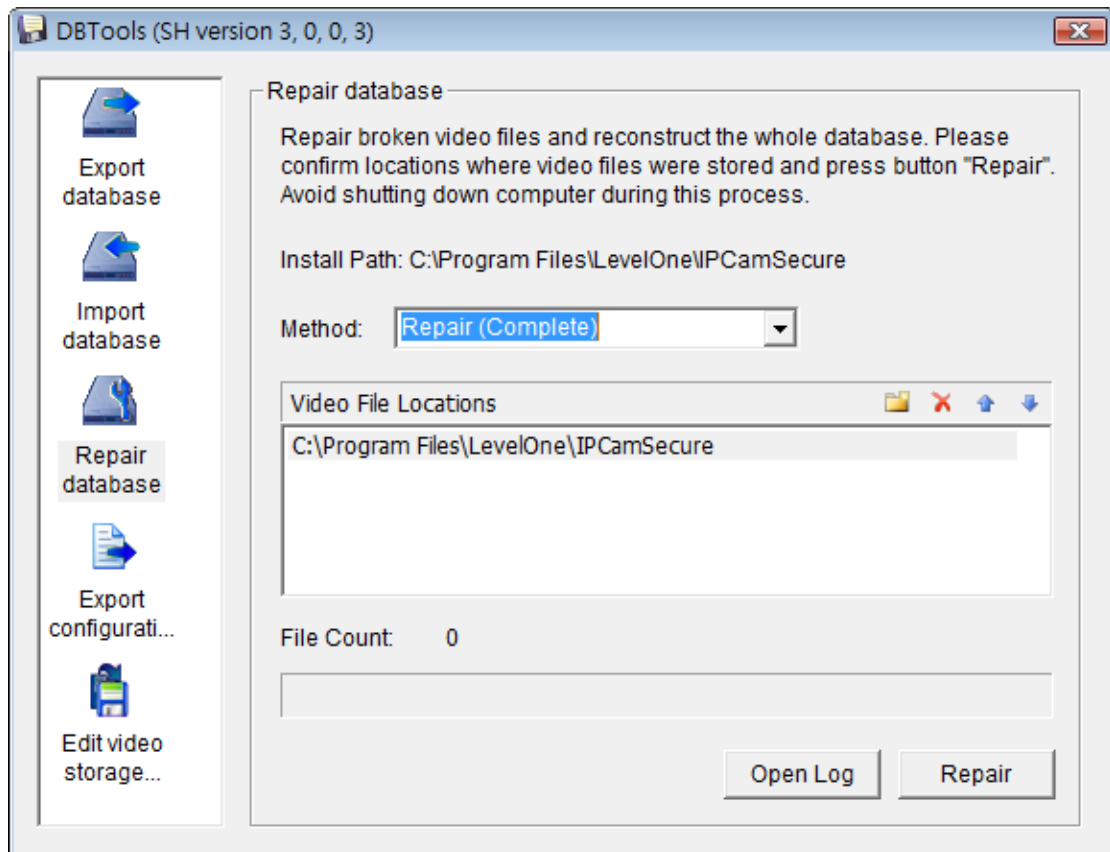 DBTools (SH version 3, 0, 0, 3)
Export
database
Import
database
Repair
database
Export
configurati...
Edit video
storage...
Repair database
Repair broken video files and reconstruct the whole database. Please
confirm locations where video files were stored and press button "Repair".
Avoid shutting down computer during this process.
Install Path: C:\Program Files\LevelOne\IPCamSecure
Method: Repair (Complete)
Video File Locations
C:\Program Files\LevelOne\IPCamSecure
File Count: 0
Open Log Repair